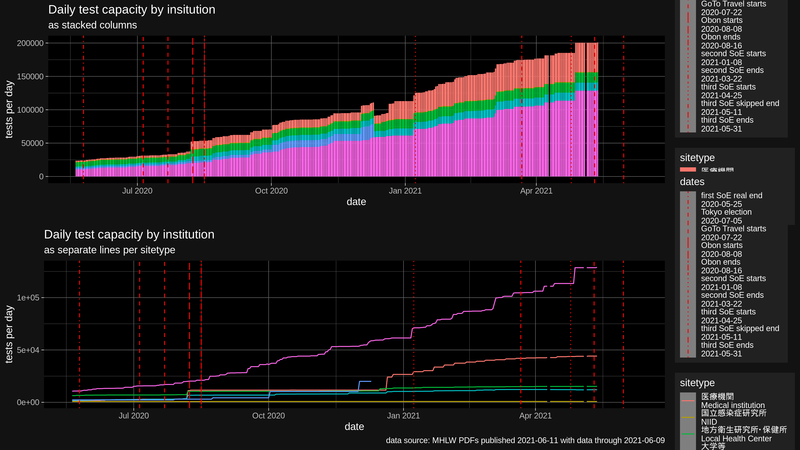 Daily test capacity by insitution
as stacked columns
200000
150000
100000
50000
0
tests per day
Jul 2020
Oct 2020
Jan 2021
Apr 2021
date
GoTo Travel starts
2020-07-22
Obon starts
2020-08-08
Obon ends
2020-08-16
second SoE starts
2021-01-08
second SoE ends
2021-03-22
third SoE starts
2021-04-25
third SoE skipped end
2021-05-11
third SoE ends
2021-05-31
sitetype
医療機関
dates
first SoE real end
2020-05-25
Tokyo election
2020-07-05
GoTo Travel starts
2020-07-22
Obon starts
2020-08-08
Obon ends
2020-08-16
second SoE starts
2021-01-08
second SoE ends
2021-03-22
third SoE starts
2021-04-25
third SoE skipped end
2021-05-11
third SoE ends
2021-05-31
Daily test capacity by institution
as separate lines per sitetype
1e+05
5e+04
0e+00
tests per day
Jul 2020
Oct 2020
Jan 2021
Apr 2021
date
data source: MHLW PDFs published 2021-06-11 with data through 2021-06-09
sitetype
医療機関
Medical institution
国立感染症研究所
NIID
地方衛生研究所・保健所
Local Health Center
大学等